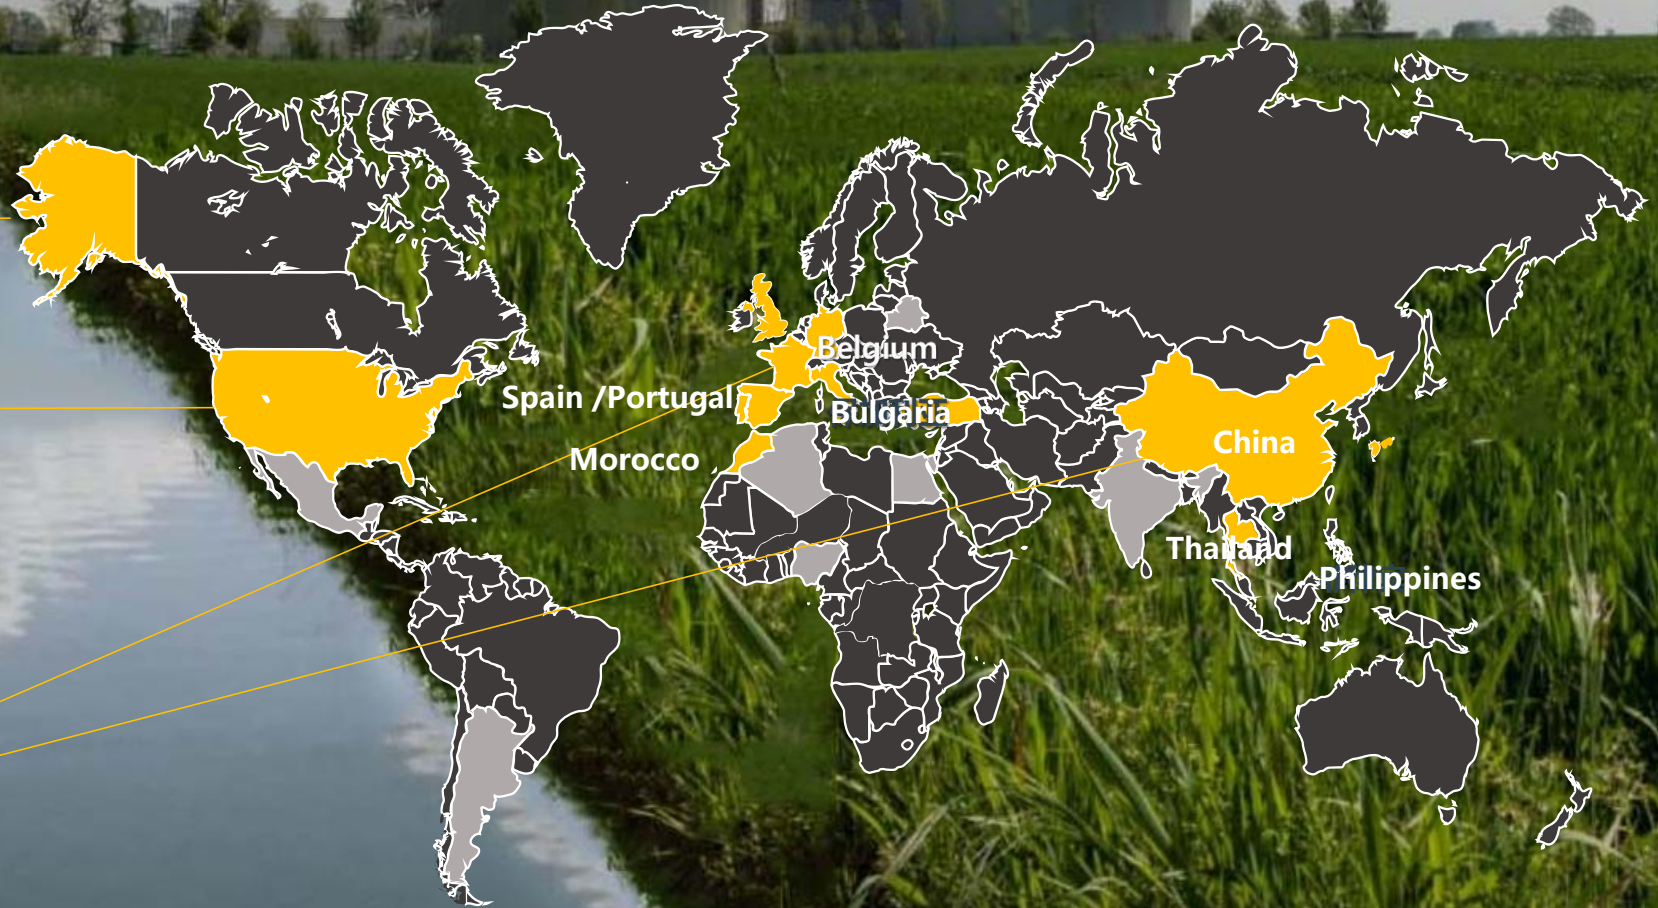 Belgium
Spain /Portugal
Bulgaria
Morocco
China
Thailand
Philippines